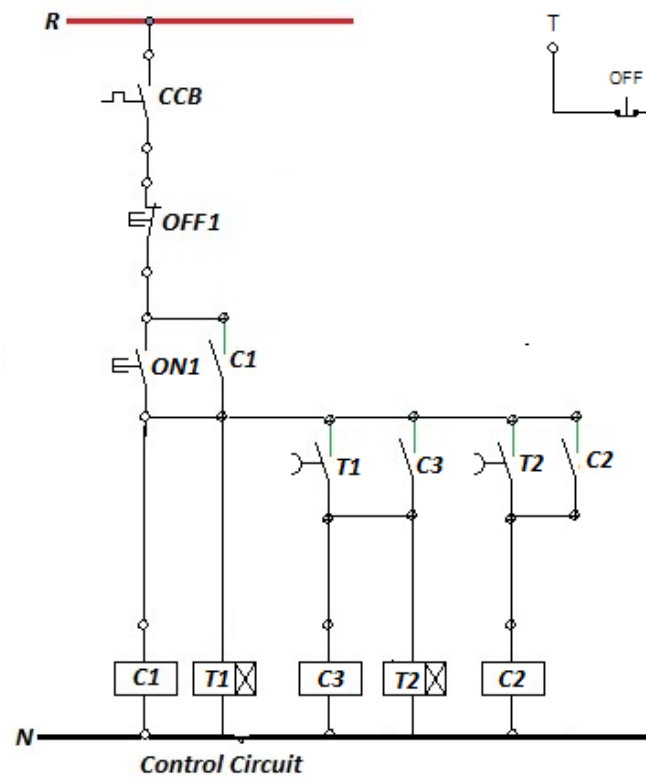 R
T
CCB
OFF
OFF1
ON1
C1
T1
C3
T2
C2
C1
T1
C3
T2
C2
N
Control Circuit